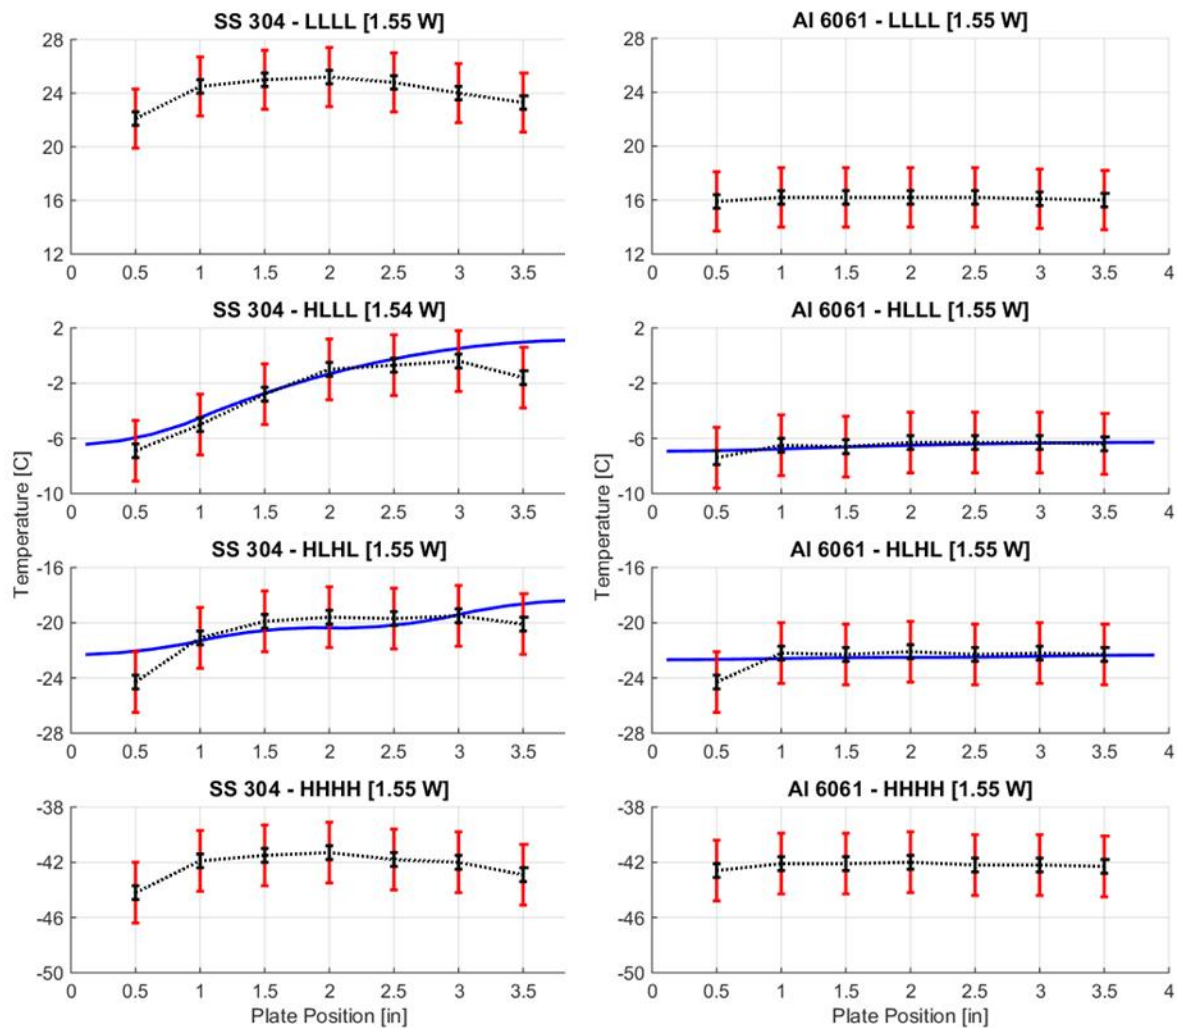 SS 304 - LLLL [1.55 W]
28
24
20
16
12
0 0.5 1 1.5 2 2.5 3 3.5
Al 6061 - LLLL [1.55 W]
28
24
20
16
12
0 0.5 1 1.5 2 2.5 3 3.5 4
SS 304 - HLLL [1.54 W]
2
-2
-6
-10
0 0.5 1 1.5 2 2.5 3 3.5
Al 6061 - HLLL [1.55 W]
2
-2
-6
-10
0 0.5 1 1.5 2 2.5 3 3.5 4
Temperature [C]
Temperature [C]
SS 304 - HLHL [1.55 W]
-16
-20
-24
-28
0 0.5 1 1.5 2 2.5 3 3.5
Al 6061 - HLHL [1.55 W]
-16
-20
-24
-28
0 0.5 1 1.5 2 2.5 3 3.5 4
SS 304 - HHHH [1.55 W]
-38
-42
-46
-50
0 0.5 1 1.5 2 2.5 3 3.5
Plate Position [in]
Al 6061 - HHHH [1.55 W]
-38
-42
-46
-50
0 0.5 1 1.5 2 2.5 3 3.5 4
Plate Position [in]